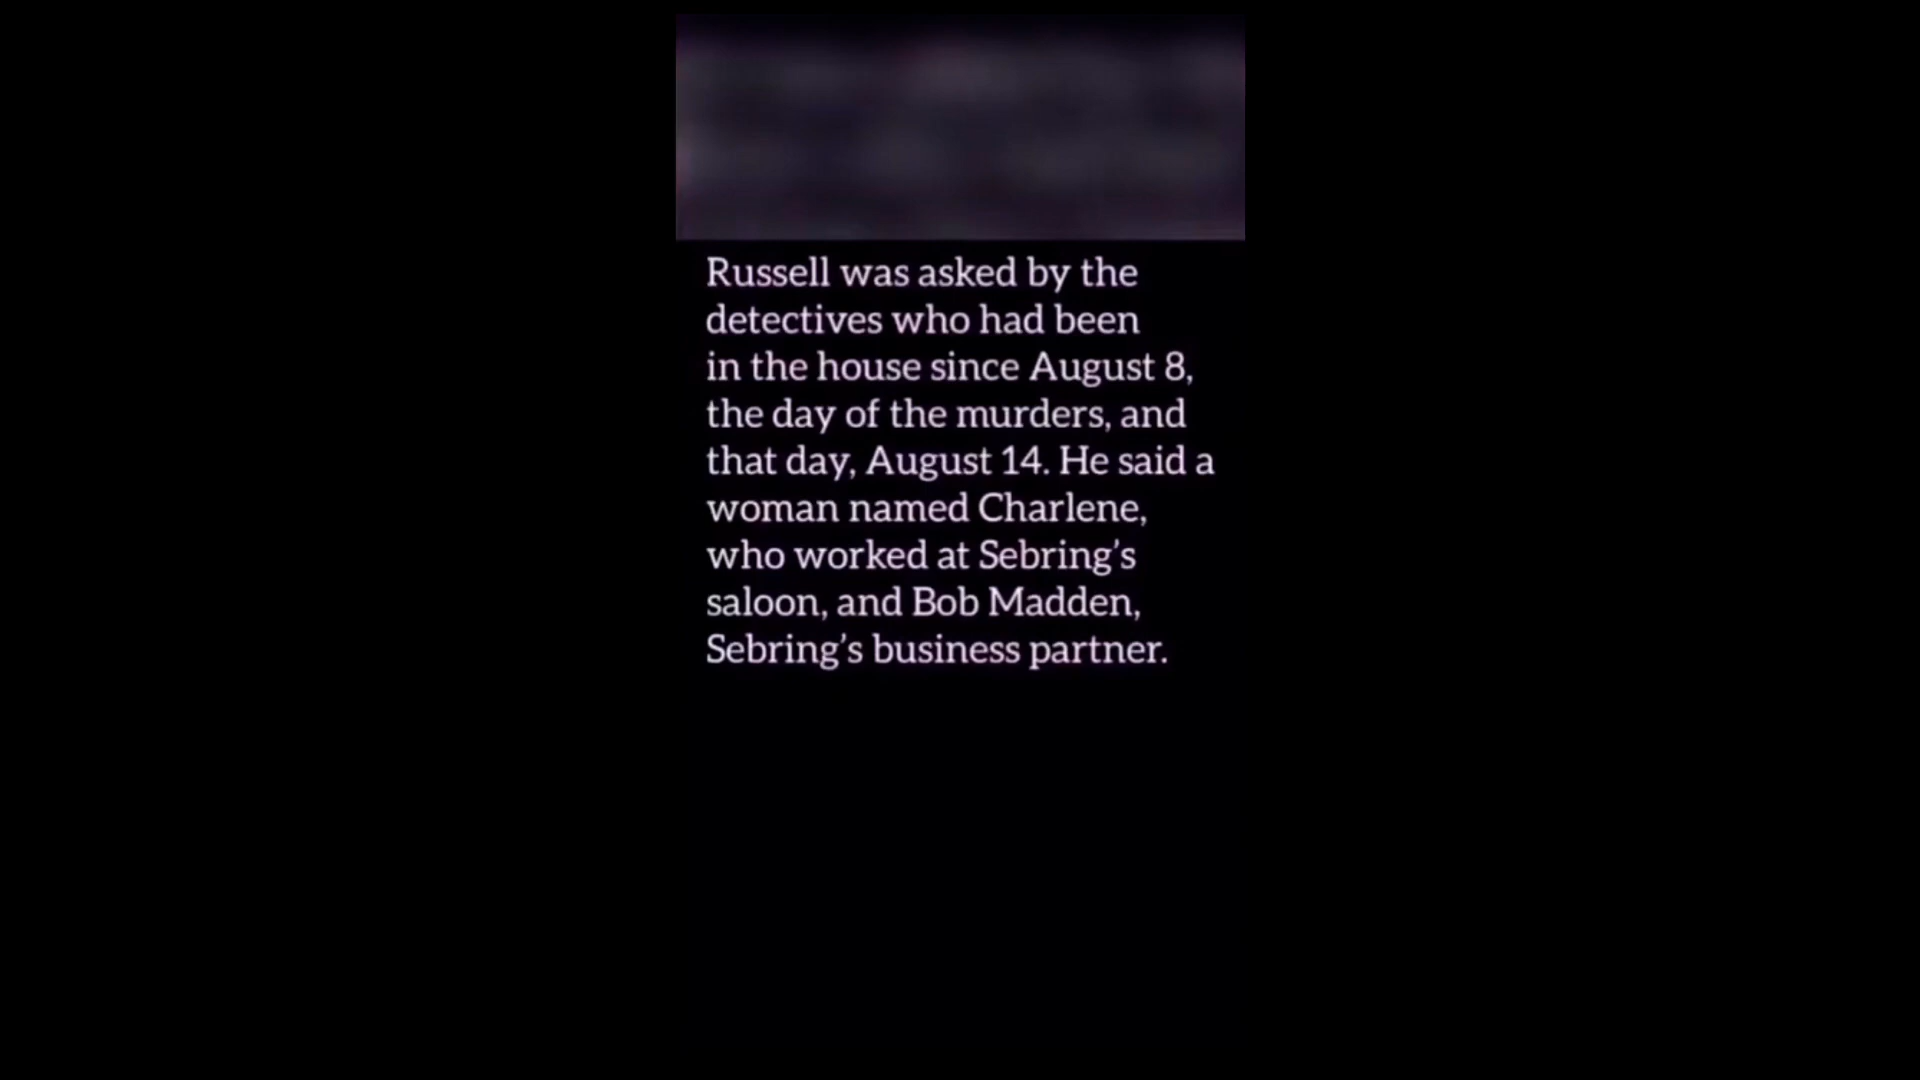 Russell was asked by the
detectives who had been
in the house since August 8,
the day of the murders, and
that day, August 14. He said a
woman named Charlene,
who worked at Sebring’s
saloon, and Bob Madden,
Sebring’s business partner.